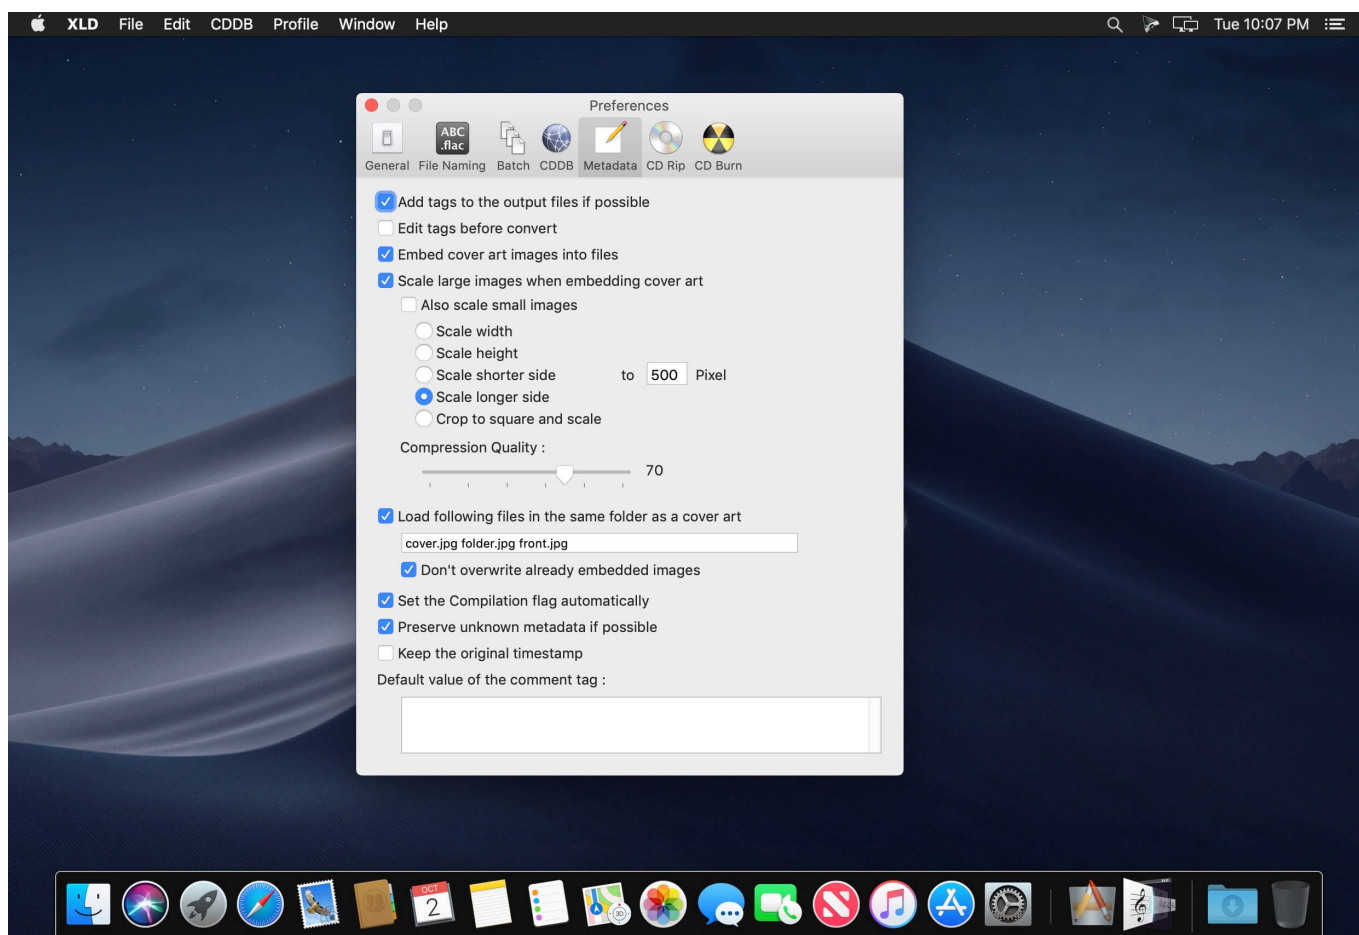 XLD File Edit CDDB Profile Window Help Tue 10:07 PM
Preferences
ABC
.flac
General File Naming Batch CDDB Metadata CD Rip CD Burn
Add tags to the output files if possible
Edit tags before convert
Embed cover art images into files
Scale large images when embedding cover art
Also scale small images
Scale width
Scale height
Scale shorter side to 500 Pixel
Scale longer side
Crop to square and scale
Compression Quality :
70
Load following files in the same folder as a cover art
cover.jpg folder.jpg front.jpg
Don't overwrite already embedded images
Set the Compilation flag automatically
Preserve unknown metadata if possible
Keep the original timestamp
Default value of the comment tag :
OCT
2
3D